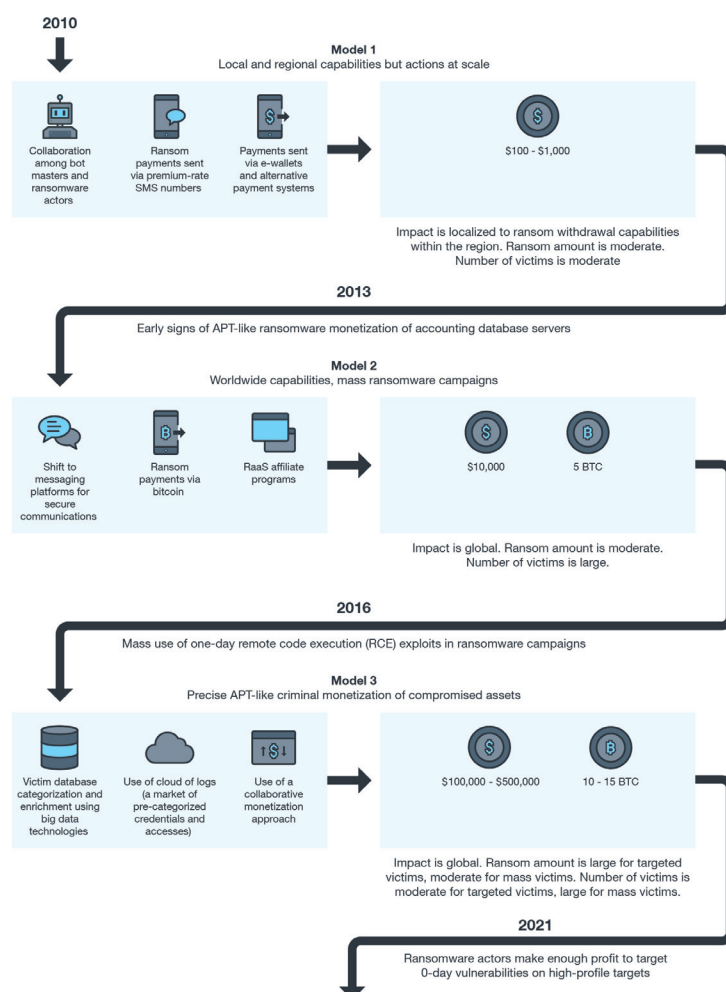 2010
Model 1
Local and regional capabilities but actions at scale
Collaboration
among bot
masters and
ransomware
actors
Ransom
payments sent
via premium-rate
SMS numbers
Payments sent
via e-wallets
and alternative
payment systems
$
$
$100 - $1,000
Impact is localized to ransom withdrawal capabilities
within the region. Ransom amount is moderate.
Number of victims is moderate
2013
Early signs of APT-like ransomware monetization of accounting database servers
Model 2
Worldwide capabilities, mass ransomware campaigns
Shift to
messaging
platforms for
secure
communications
Ransom
payments via
bitcoin
RaaS affiliate
programs
$
$10,000
5 BTC
Impact is global. Ransom amount is moderate.
Number of victims is large.
2016
Mass use of one-day remote code execution (RCE) exploits in ransomware campaigns
Model 3
Precise APT-like criminal monetization of compromised assets
Victim database
categorization and
enrichment using
big data
technologies
Use of cloud of logs
(a market of
pre-categorized
credentials and
accesses)
$
Use of a
collaborative
monetization
approach
$
$100,000 - $500,000
10 - 15 BTC
Impact is global. Ransom amount is large for targeted
victims, moderate for mass victims. Number of victims is
moderate for targeted victims, large for mass victims.
2021
Ransomware actors make enough profit to target
0-day vulnerabilities on high-profile targets